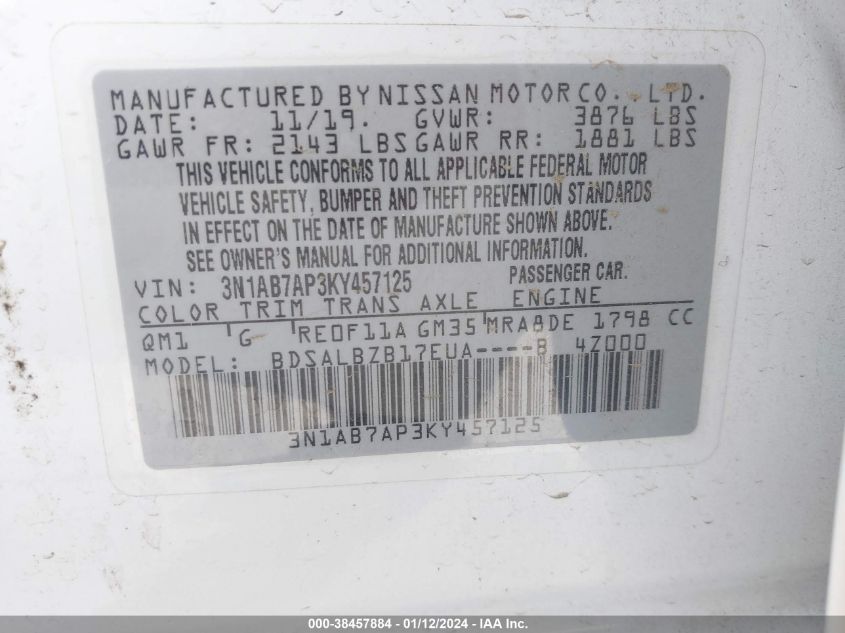 MANUFACTURED BY NISSAN MOTOR CO., LTD.
DATE: 11/19. GVWR: 3876 LBS
GAWR FR: 2143 LBS GAWR RR: 1881 LBS
THIS VEHICLE CONFORMS TO ALL APPLICABLE FEDERAL MOTOR
VEHICLE SAFETY, BUMPER AND THEFT PREVENTION STANDARDS
IN EFFECT ON THE DATE OF MANUFACTURE SHOWN ABOVE.
SEE OWNER'S MANUAL FOR ADDITIONAL INFORMATION.
VIN: 3N1AB7AP3KY457125 PASSENGER CAR.
COLOR TRIM TRANS AXLE ENGINE
QM1 G RE0F11A GM35 MRA8DE 1798 CC
MODEL: BDSALBZB17EUA----B 4Z000
3N1AB7AP3KY457125
000-38457884 - 01/12/2024 - IAA Inc.